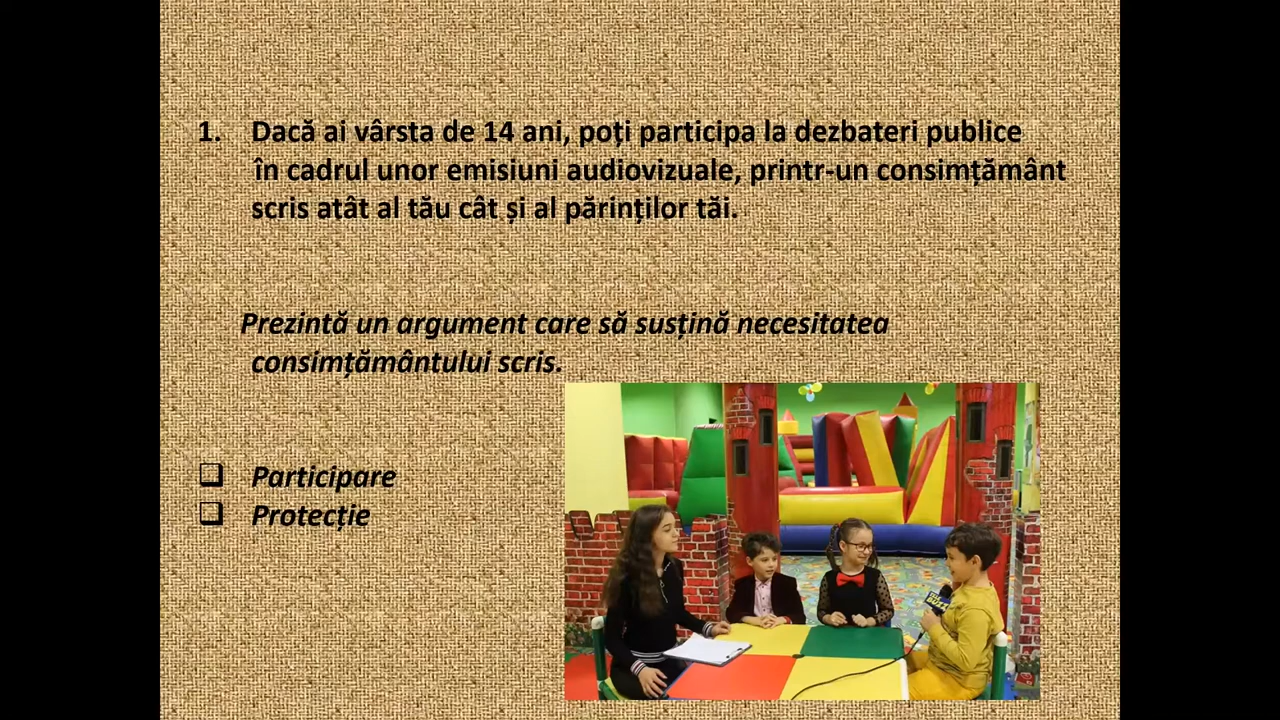 1. Dacă ai vârsta de 14 ani, poți participa la dezbateri publice
în cadrul unor emisiuni audiovizuale, printr-un consimțământ
scris atât al tău cât și al părinților tăi.
Prezintă un argument care să susțină necesitatea
consimțământului scris.
❑ Participare
❑ Protecție